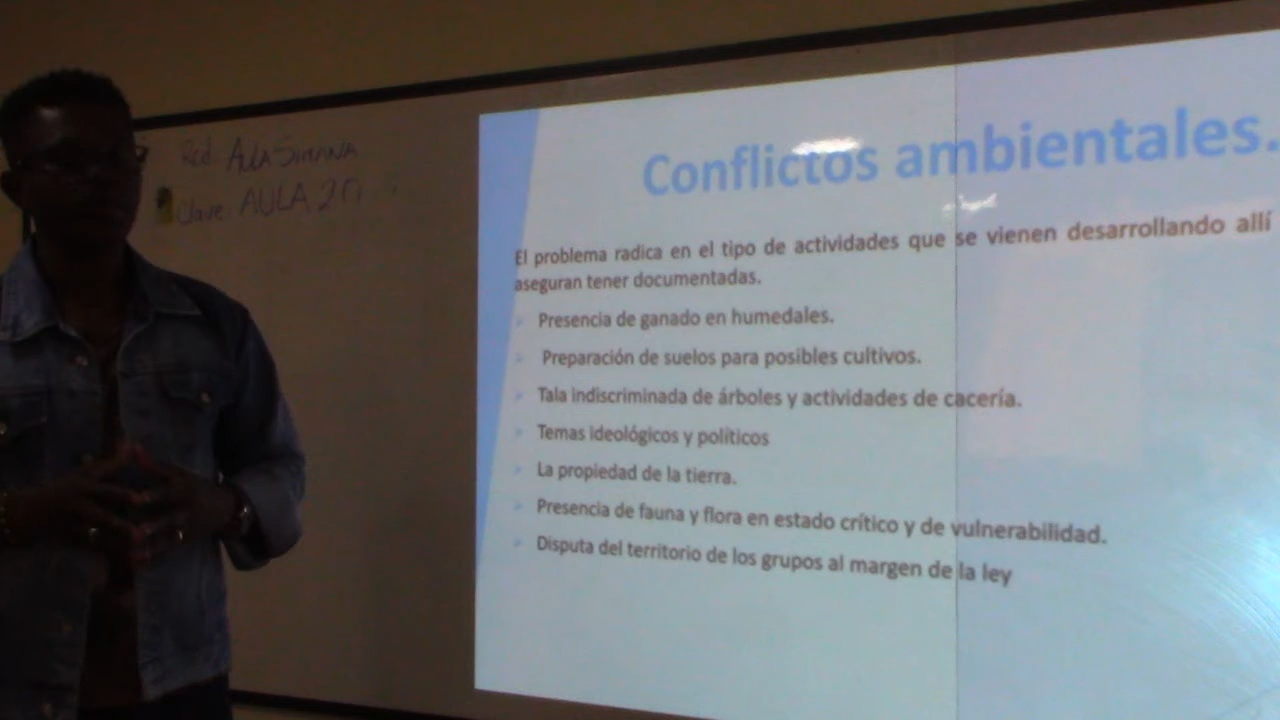 Red: AULA SIMANA
Clave: AULA 20
Conflictos ambientales.
El problema radica en el tipo de actividades que se vienen desarrollando allí
aseguran tener documentadas.
Presencia de ganado en humedales.
Preparación de suelos para posibles cultivos.
Tala indiscriminada de árboles y actividades de cacería.
Temas ideológicos y políticos
La propiedad de la tierra.
Presencia de fauna y flora en estado crítico y de vulnerabilidad.
Disputa del territorio de los grupos al margen de la ley